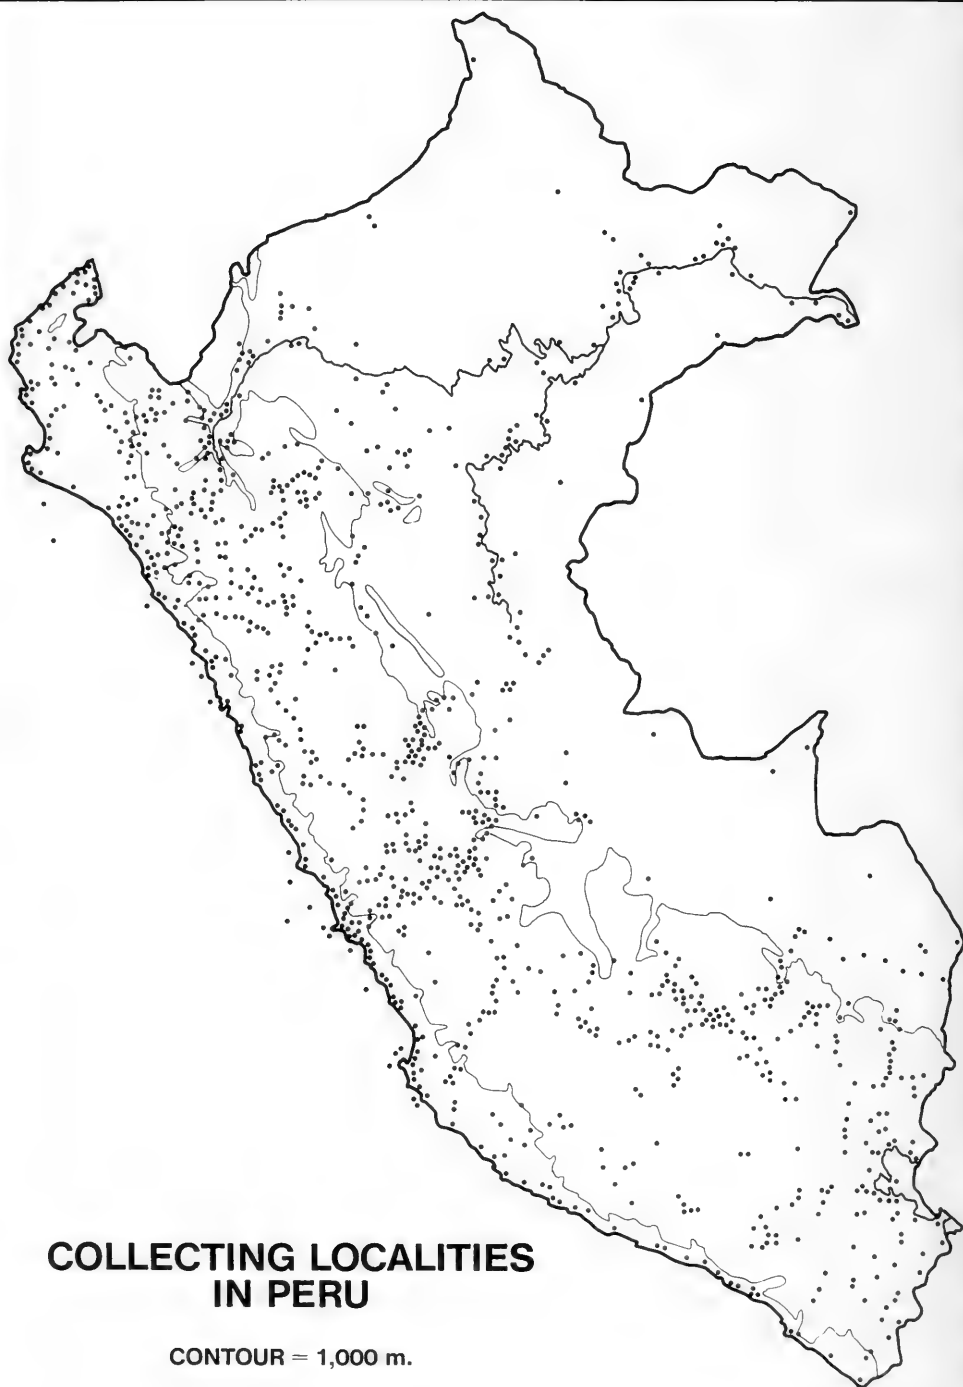 COLLECTING LOCALITIES
IN PERU
CONTOUR = 1,000 m.